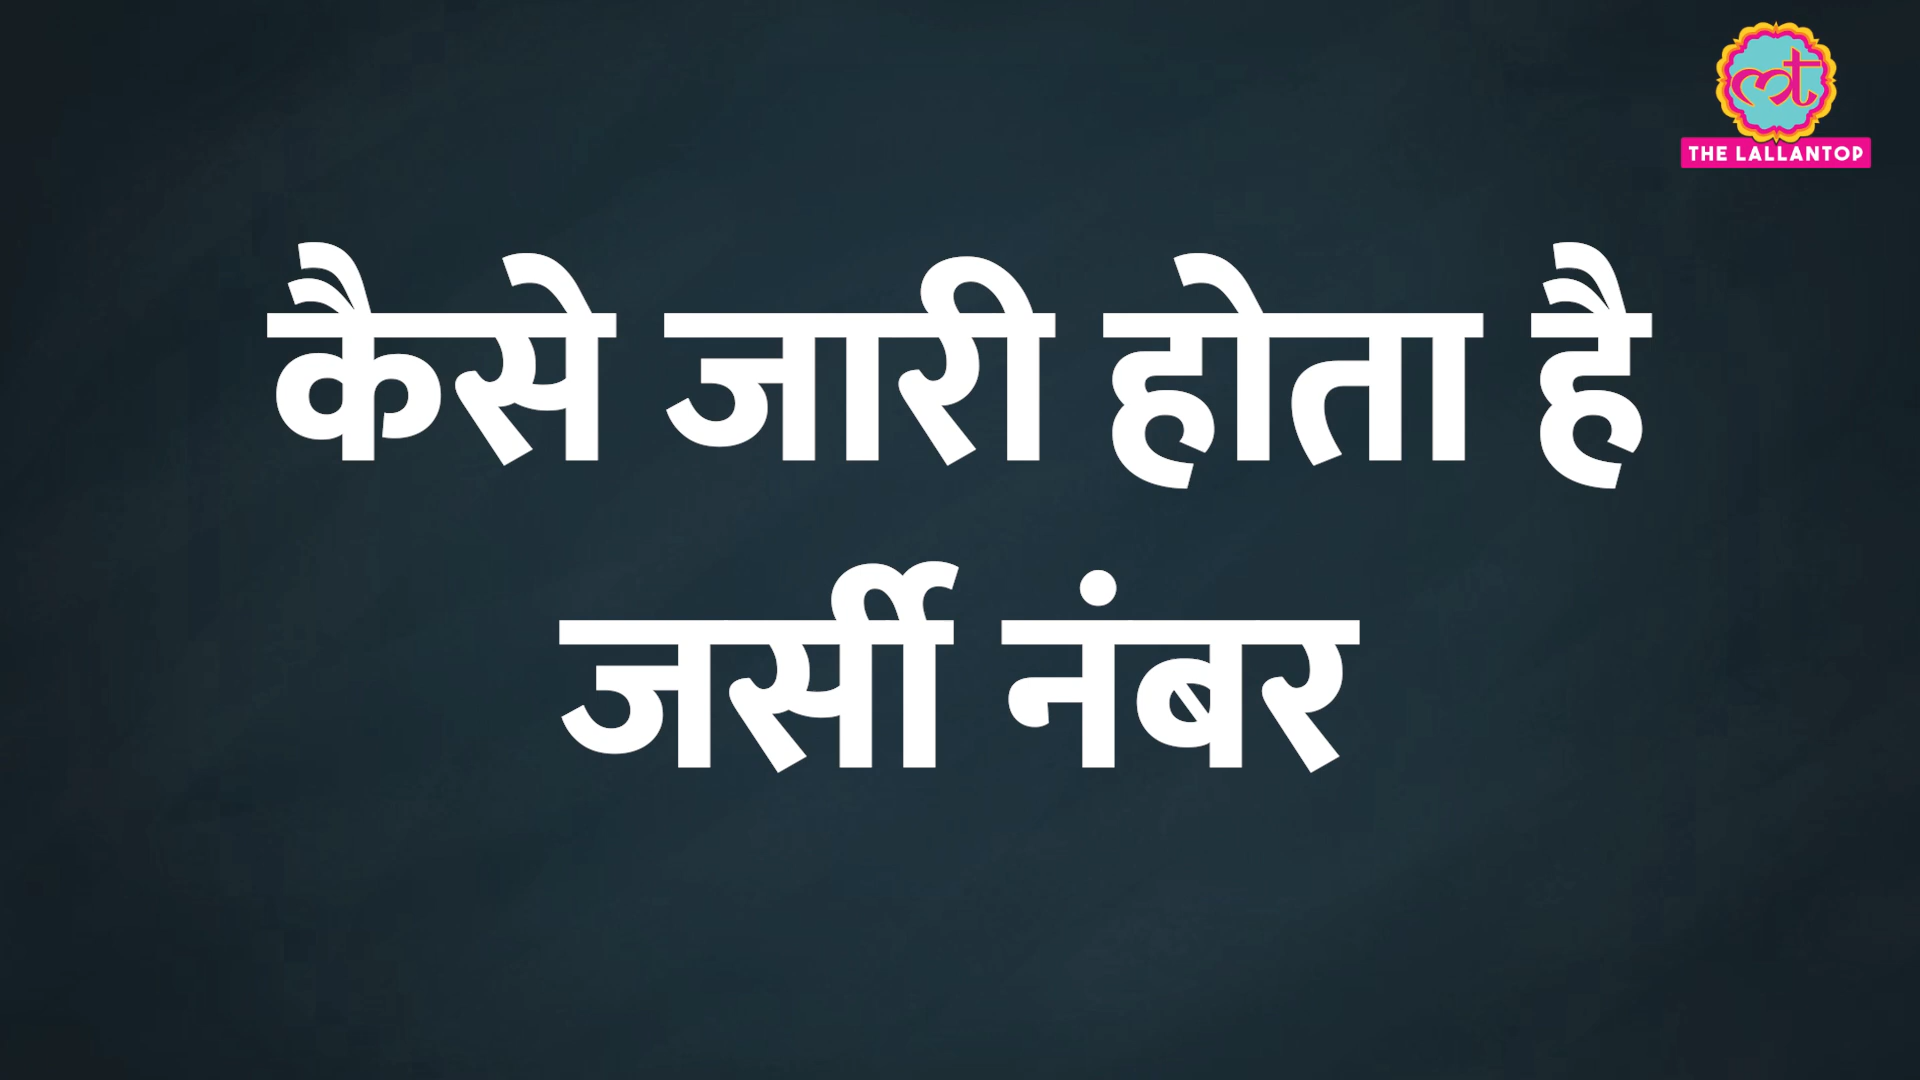 THE LALLANTOP
कैसे जारी होता है
जर्सी नंबर